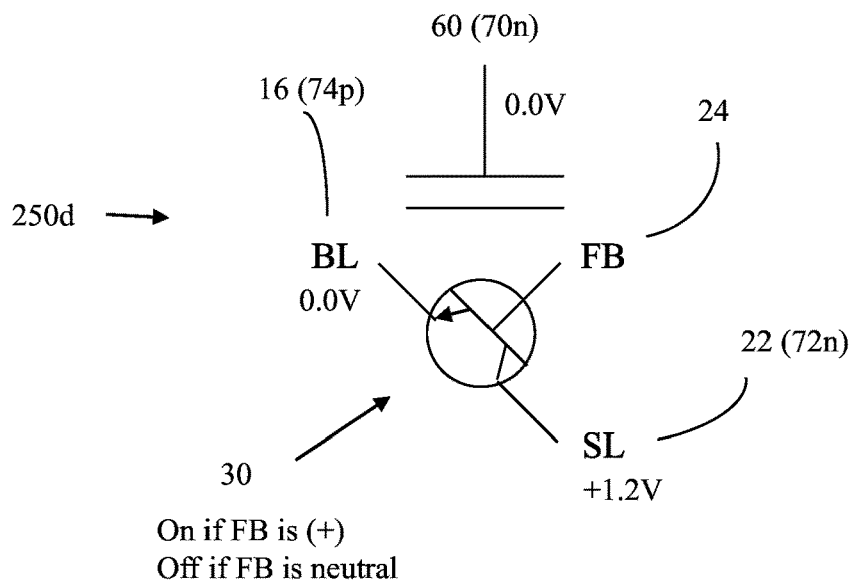 60 (70n)
16 (74p)
0.0V
24
250d
BL
FB
0.0V
22 (72n)
SL
30
+1.2V
On if FB is (+)
Off if FB is neutral